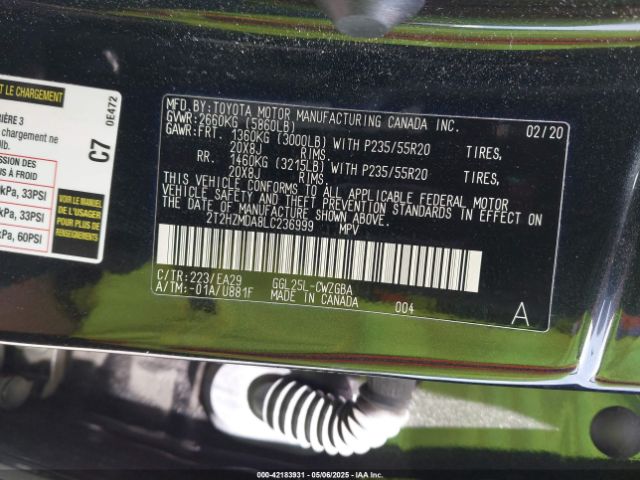 T LE CHARGEMENT
IÈRE 3
chargement ne
lb.
0E472
C7
ESSION DES
S À FROID
kPa, 33PSI
kPa, 33PSI
kPa, 60PSI
VOIR LE MANUEL
DE L'USAGER
POUR PLUS DE
RENSEIGNEMENTS
MFD. BY: TOYOTA MOTOR MANUFACTURING CANADA INC.
02/20
GVWR: 2660KG (5860LB)
GAWR: FRT. 1360KG (3000LB) WITH P235/55R20 TIRES,
20X8J RIMS.
RR. 1460KG (3215LB) WITH P235/55R20 TIRES,
20X8J RIMS.
THIS VEHICLE CONFORMS TO ALL APPLICABLE FEDERAL MOTOR
VEHICLE SAFETY AND THEFT PREVENTION STANDARDS IN EFFECT ON
THE DATE OF MANUFACTURE SHOWN ABOVE.
2T2HZMDA8LC236999 MPV
C/TR: 223/EA29 GGL25L-CWZGBA
A/TM: -01A/U881F MADE IN CANADA 004
A
000-42183931 - 05/06/2025 - IAA Inc.